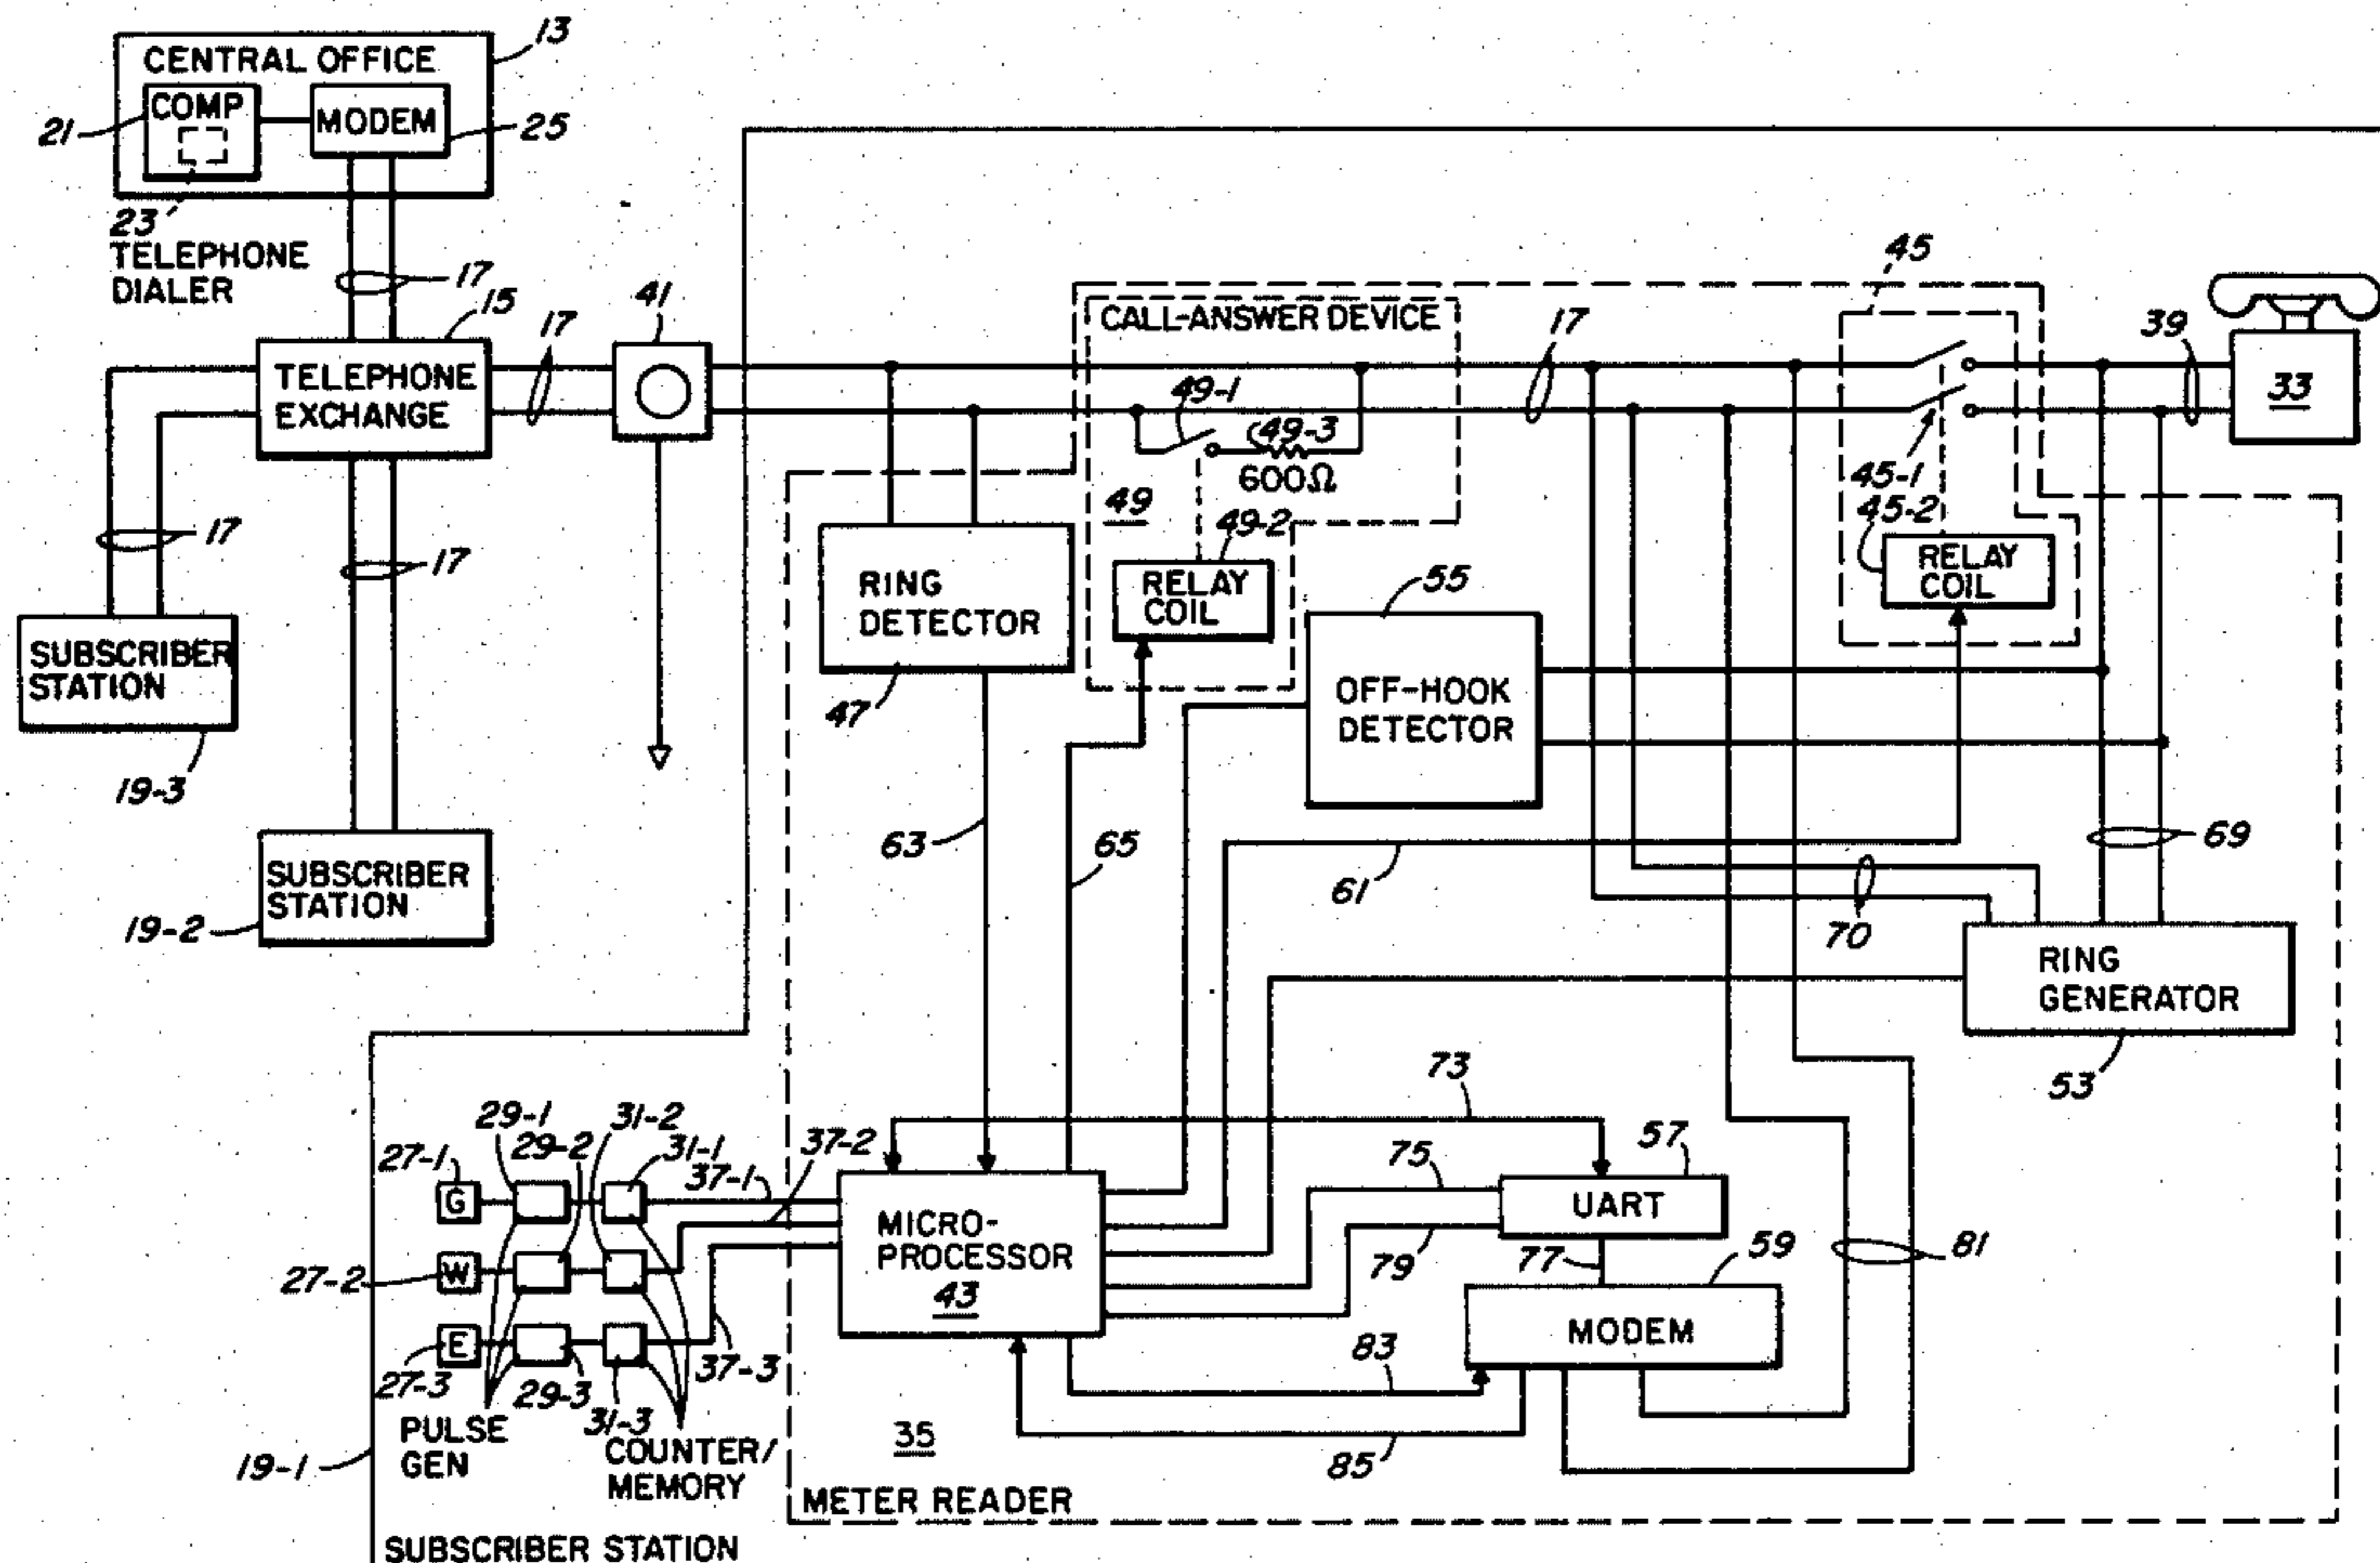 13
CENTRAL OFFICE
COMP
MODEM
21
25
23
TELEPHONE
DIALER
17
15
17
41
TELEPHONE
EXCHANGE
17
17
SUBSCRIBER
STATION
19-3
SUBSCRIBER
STATION
19-2
45
CALL-ANSWER DEVICE
17
39
33
49-1
49-3
600Ω
49
49-2
45-1
45-2
RELAY
COIL
RING
DETECTOR
47
RELAY
COIL
55
OFF-HOOK
DETECTOR
63
65
61
69
70
RING
GENERATOR
53
73
29-1
29-2
31-2
31-1
37-2
37-1
27-1
G
W
27-2
E
27-3
29-3
31-3
37-3
PULSE
GEN
COUNTER/
MEMORY
MICRO-
PROCESSOR
43
75
57
UART
79
77
59
MODEM
81
83
85
35
METER READER
19-1
SUBSCRIBER STATION